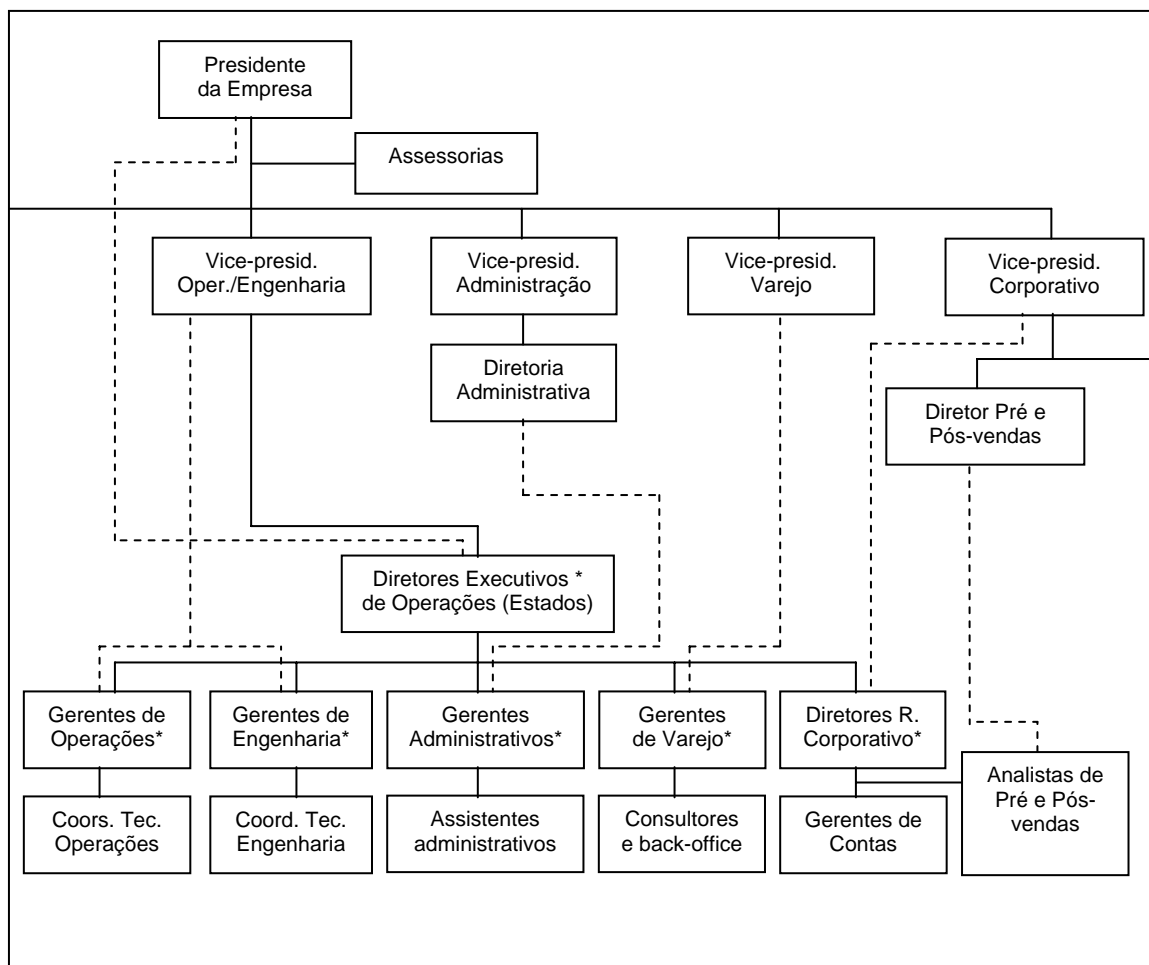 Presidente
da Empresa
Assessorias
Vice-presid.
Oper./Engenharia
Vice-presid.
Administração
Vice-presid.
Varejo
Vice-presid.
Corporativo
Diretoria
Administrativa
Diretor Pré e
Pós-vendas
Diretores Executivos *
de Operações (Estados)
Gerentes de
Operações*
Gerentes de
Engenharia*
Gerentes
Administrativos*
Gerentes
de Varejo*
Diretores R.
Corporativo*
Analistas de
Pré e Pós-
vendas
Coors. Tec.
Operações
Coord. Tec.
Engenharia
Assistentes
administrativos
Consultores
e back-office
Gerentes de
Contas